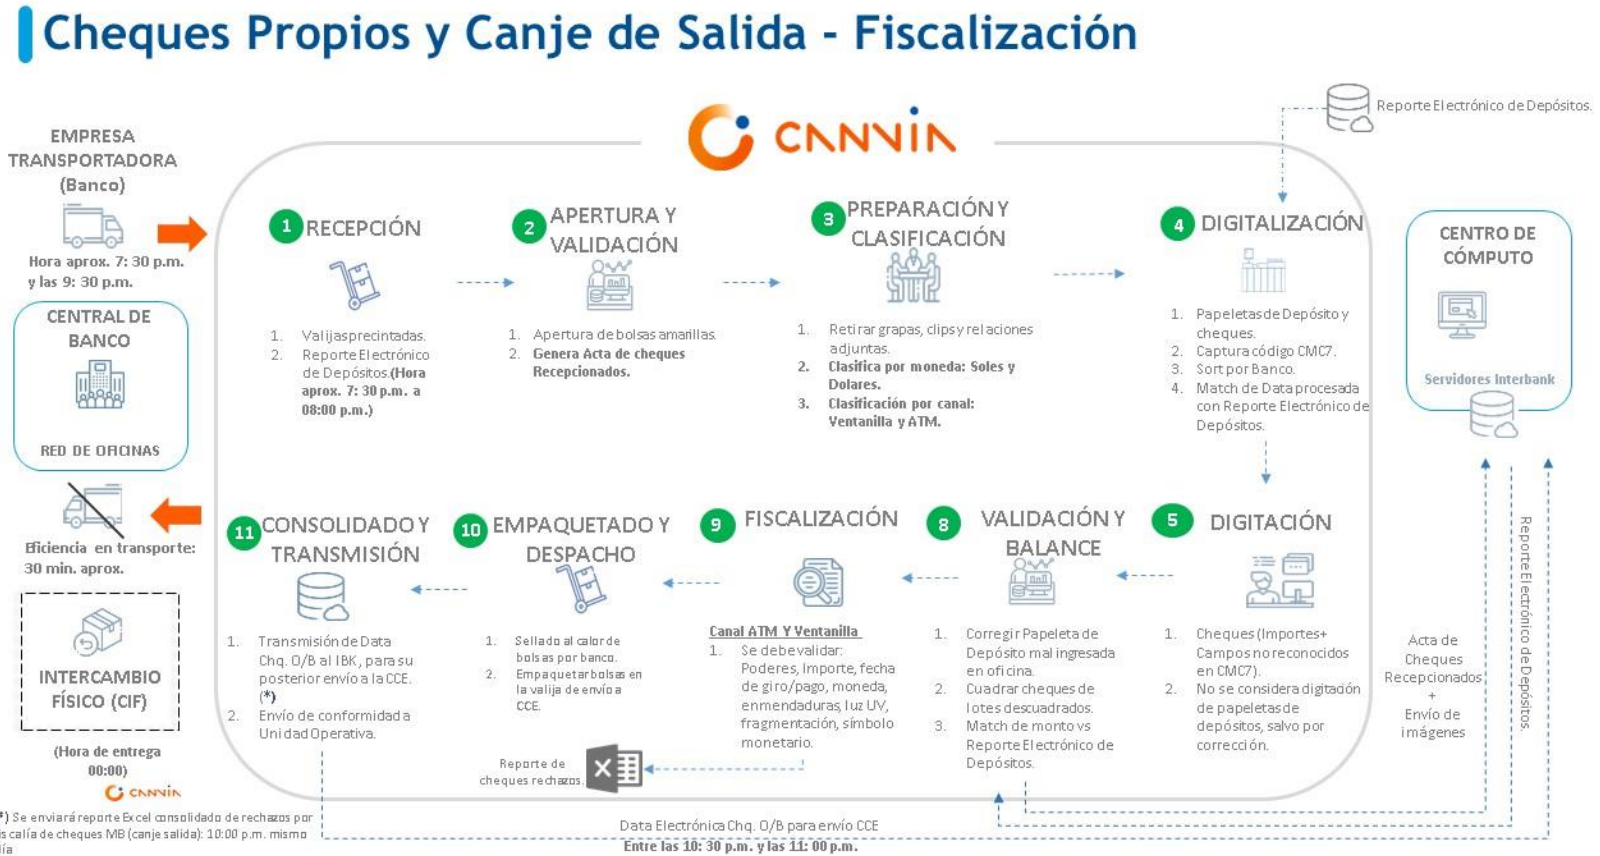 Cheques Propios y Canje de Salida - Fiscalización
CANVIA
Reporte Electrónico de Depósitos.
EMPRESA
TRANSPORTADORA
(Banco)
Hora aprox. 7: 30 p.m.
y las 9: 30 p.m.
CENTRAL DE
BANCO
RED DE OFICINAS
Eficiencia en transporte:
30 min. aprox.
INTERCAMBIO
FÍSICO (CIF)
(Hora de entrega
00:00)
CANVIA
*) Se enviará reporte Excel consolidado de rechazos por
iscalía de cheques MB (canje salida): 10:00 p.m. mismo
ía
1 RECEPCIÓN
1. Valijas precintadas.
2. Reporte Electrónico
de Depósitos.(Hora
aprox. 7: 30 p.m. a
08:00 p.m.)
2 APERTURA Y
VALIDACIÓN
1. Apertura de bolsas amarillas.
2. Genera Acta de cheques
Recepcionados.
3 PREPARACIÓN Y
CLASIFICACIÓN
1. Retirar grapas, clips y relaciones
adjuntas.
2. Clasifica por moneda: Soles y
Dolares.
3. Clasificación por canal:
Ventanilla y ATM.
4 DIGITALIZACIÓN
1. Papeletas de Depósito y
cheques.
2. Captura código CMC7.
3. Sort por Banco.
4. Match de Data procesada
con Reporte Electrónico de
Depósitos.
CENTRO DE
CÓMPUTO
Servidores Interbank
5 DIGITACIÓN
1. Cheques (Importes+
Campos no reconocidos
en CMC7).
2. No se considera digitación
de papeletas de
depósitos, salvo por
corrección.
8 VALIDACIÓN Y
BALANCE
1. Corregir Papeleta de
Depósito mal ingresada
en oficina.
2. Cuadrar cheques de
lotes descuadrados.
3. Match de monto vs
Reporte Electrónico de
Depósitos.
9 FISCALIZACIÓN
Canal ATM Y Ventanilla
1. Se debe validar:
Poderes, Importe, fecha
de giro/pago, moneda,
enmendaduras, luz UV,
fragmentación, símbolo
monetario.
Reporte de
cheques rechazos.
10 EMPAQUETADO Y
DESPACHO
1. Sellado al calor de
bolsas por banco.
2. Empaquetar bolsas en
la valija de envío a
CCE.
11 CONSOLIDADO Y
TRANSMISIÓN
1. Transmisión de Data
Chq. O/B al IBK, para su
posterior envío a la CCE.
(*)
2. Envío de conformidad a
Unidad Operativa.
Acta de
Cheques
Recepcionados
+
Envío de
imágenes
Reporte Electrónico de Depósitos.
Data Electrónica Chq. O/B para envío CCE
Entre las 10: 30 p.m. y las 11: 00 p.m.